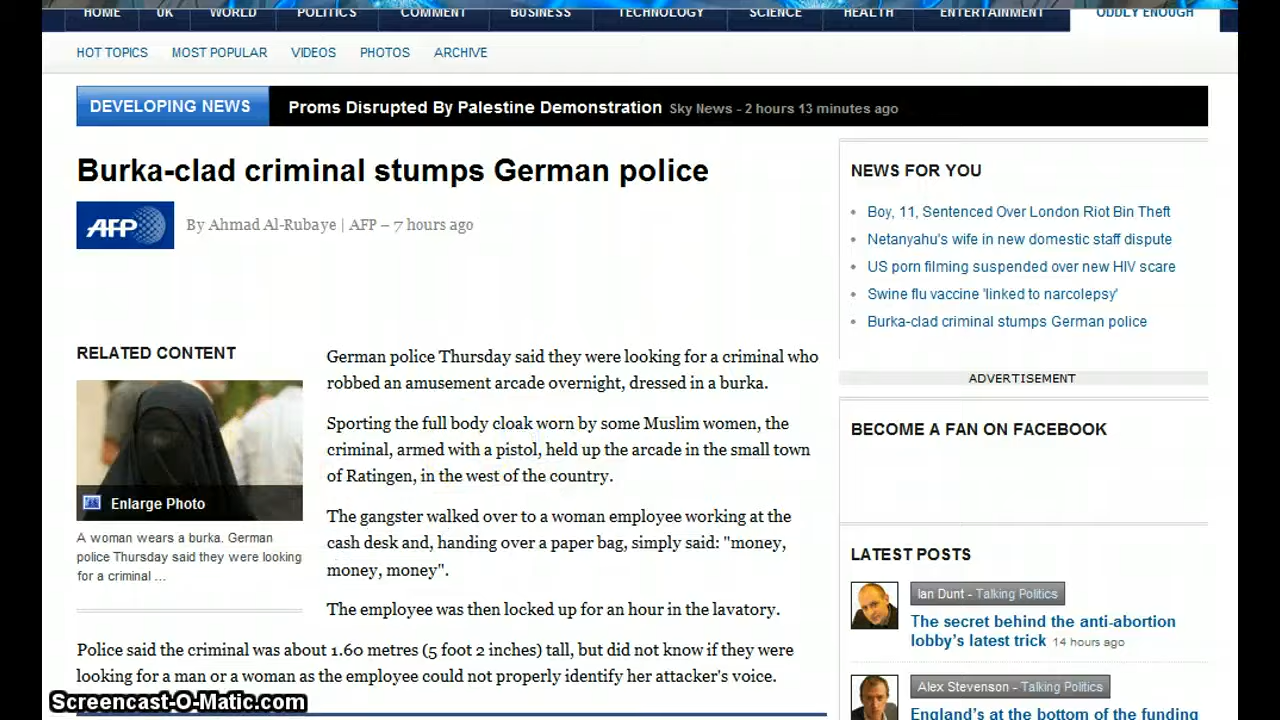 HOME UK WORLD POLITICS COMMENT BUSINESS TECHNOLOGY SCIENCE HEALTH ENTERTAINMENT ODDLY ENOUGH
HOT TOPICS MOST POPULAR VIDEOS PHOTOS ARCHIVE
DEVELOPING NEWS Proms Disrupted By Palestine Demonstration Sky News - 2 hours 13 minutes ago
Burka-clad criminal stumps German police
AFP By Ahmad Al-Rubaye | AFP – 7 hours ago
RELATED CONTENT
Enlarge Photo
A woman wears a burka. German
police Thursday said they were looking
for a criminal ...
German police Thursday said they were looking for a criminal who
robbed an amusement arcade overnight, dressed in a burka.
Sporting the full body cloak worn by some Muslim women, the
criminal, armed with a pistol, held up the arcade in the small town
of Ratingen, in the west of the country.
The gangster walked over to a woman employee working at the
cash desk and, handing over a paper bag, simply said: "money,
money, money".
The employee was then locked up for an hour in the lavatory.
Police said the criminal was about 1.60 metres (5 foot 2 inches) tall, but did not know if they were
looking for a man or a woman as the employee could not properly identify her attacker's voice.
NEWS FOR YOU
Boy, 11, Sentenced Over London Riot Bin Theft
Netanyahu's wife in new domestic staff dispute
US porn filming suspended over new HIV scare
Swine flu vaccine 'linked to narcolepsy'
Burka-clad criminal stumps German police
ADVERTISEMENT
BECOME A FAN ON FACEBOOK
LATEST POSTS
Ian Dunt - Talking Politics
The secret behind the anti-abortion
lobby's latest trick 14 hours ago
Alex Stevenson - Talking Politics
England's at the bottom of the funding
Screencast-O-Matic.com